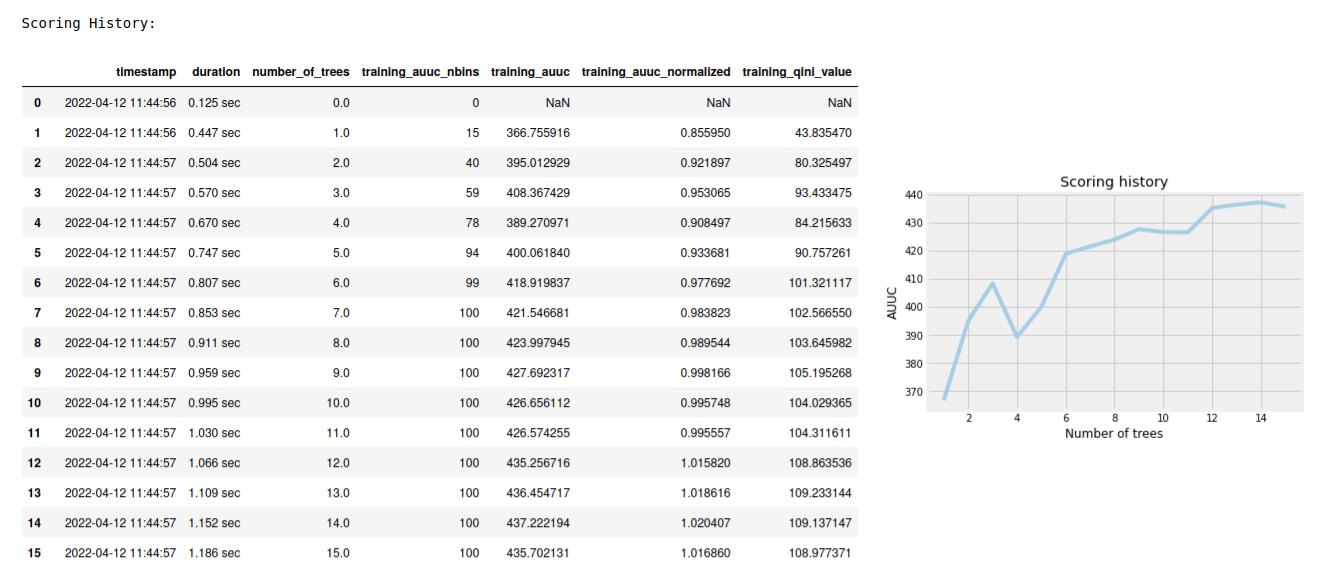 Scoring History:
timestamp duration number_of_trees training_auuc_nbins training_auuc training_auuc_normalized training_qini_value
0 2022-04-12 11:44:56 0.125 sec 0.0 0 NaN NaN NaN
1 2022-04-12 11:44:56 0.447 sec 1.0 15 366.755916 0.855950 43.835470
2 2022-04-12 11:44:57 0.504 sec 2.0 40 395.012929 0.921897 80.325497
3 2022-04-12 11:44:57 0.570 sec 3.0 59 408.367429 0.953065 93.433475
4 2022-04-12 11:44:57 0.670 sec 4.0 78 389.270971 0.908497 84.215633
5 2022-04-12 11:44:57 0.747 sec 5.0 94 400.061840 0.933681 90.757261
6 2022-04-12 11:44:57 0.807 sec 6.0 99 418.919837 0.977692 101.321117
7 2022-04-12 11:44:57 0.853 sec 7.0 100 421.546681 0.983823 102.566550
8 2022-04-12 11:44:57 0.911 sec 8.0 100 423.997945 0.989544 103.645982
9 2022-04-12 11:44:57 0.959 sec 9.0 100 427.692317 0.998166 105.195268
10 2022-04-12 11:44:57 0.995 sec 10.0 100 426.656112 0.995748 104.029365
11 2022-04-12 11:44:57 1.030 sec 11.0 100 426.574255 0.995557 104.311611
12 2022-04-12 11:44:57 1.066 sec 12.0 100 435.256716 1.015820 108.863536
13 2022-04-12 11:44:57 1.109 sec 13.0 100 436.454717 1.018616 109.233144
14 2022-04-12 11:44:57 1.152 sec 14.0 100 437.222194 1.020407 109.137147
15 2022-04-12 11:44:57 1.186 sec 15.0 100 435.702131 1.016860 108.977371
Scoring history
440
430
420
410
400
390
380
370
AUUC
2 4 6 8 10 12 14
Number of trees